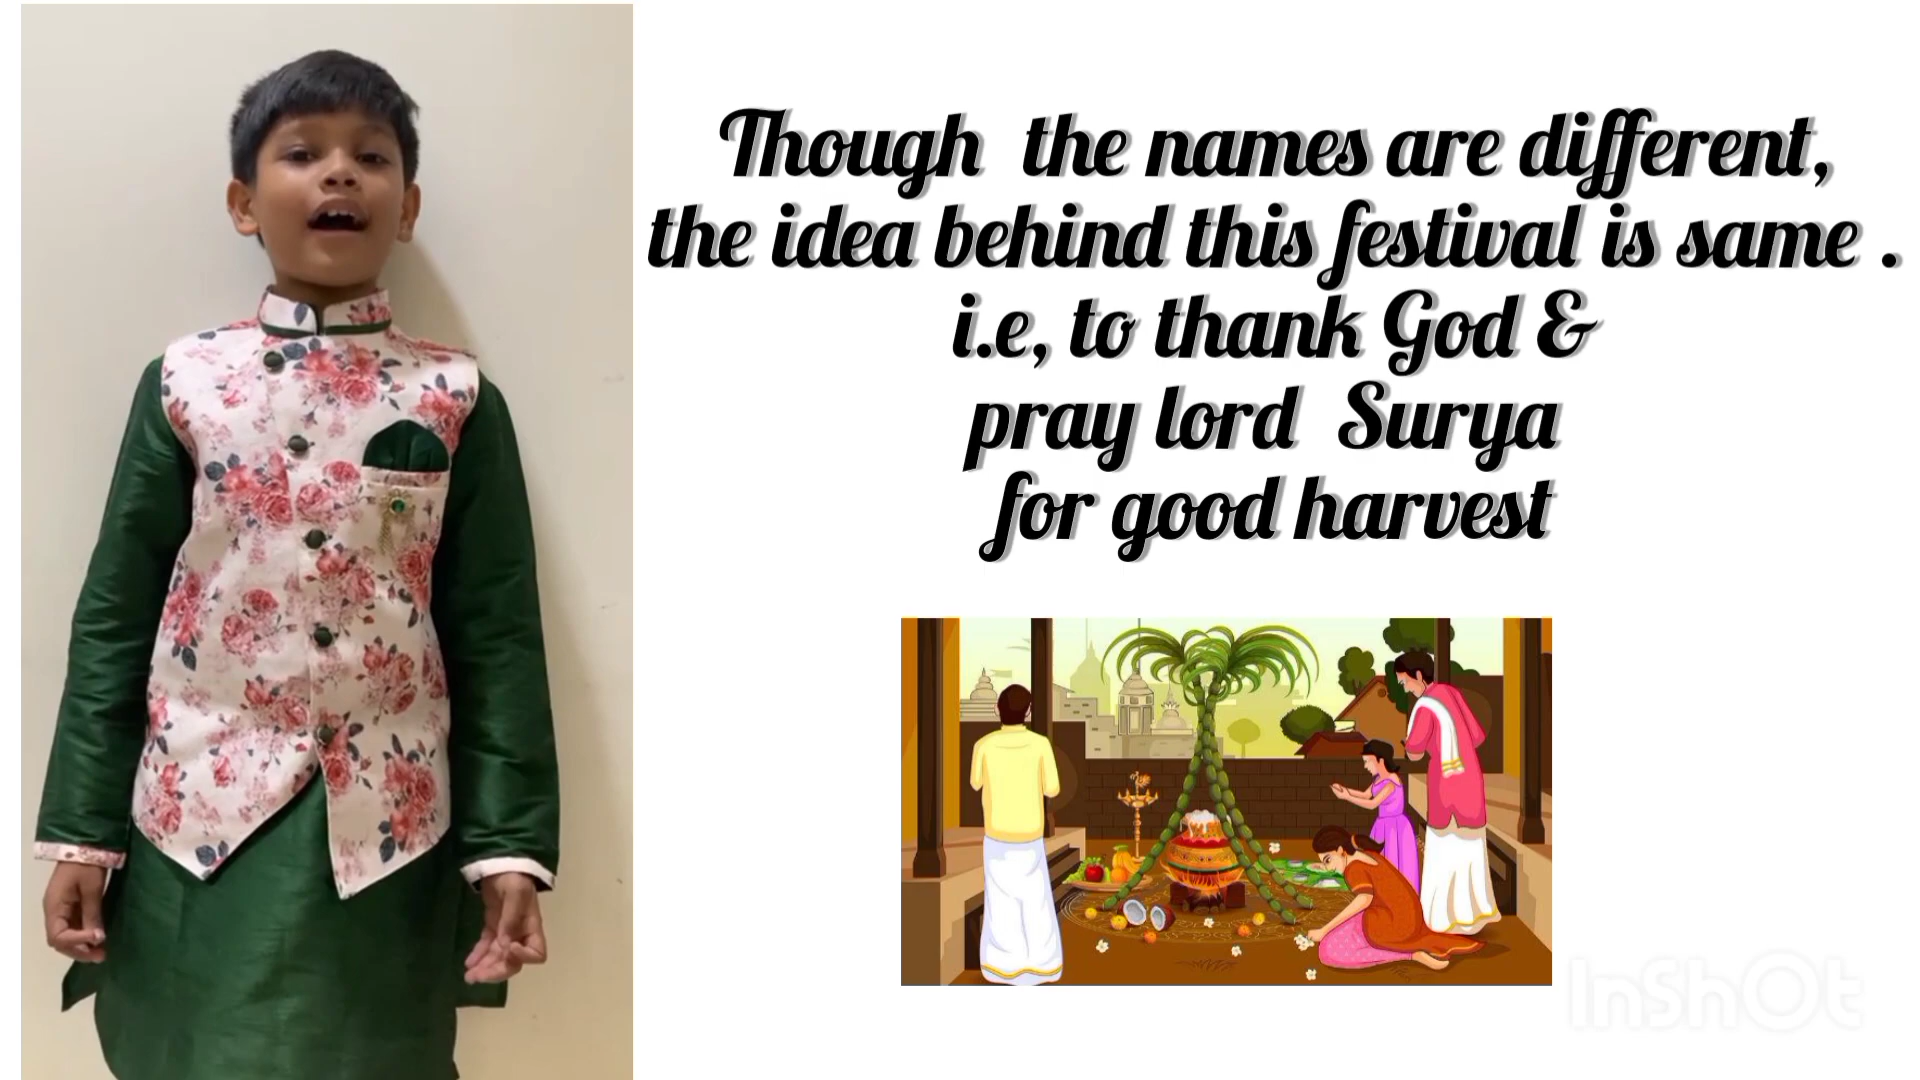 Though the names are different,
the idea behind this festival is same .
i.e, to thank God &
pray lord Surya
for good harvest
InShOt